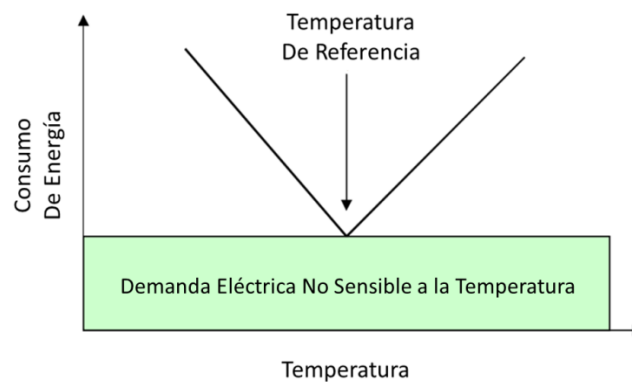 Temperatura
De Referencia
Consumo
De Energía
Demanda Eléctrica No Sensible a la Temperatura
Temperatura